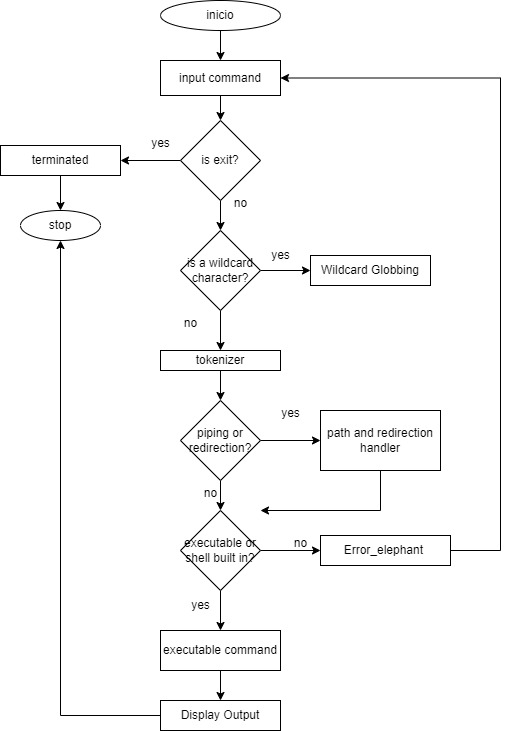 inicio
input command
yes
terminated
is exit?
no
stop
is a wildcard
character?
yes
Wildcard Globbing
no
tokenizer
piping or
redirection?
yes
path and redirection
handler
no
executable or
shell built in?
no
Error_elephant
yes
executable command
Display Output